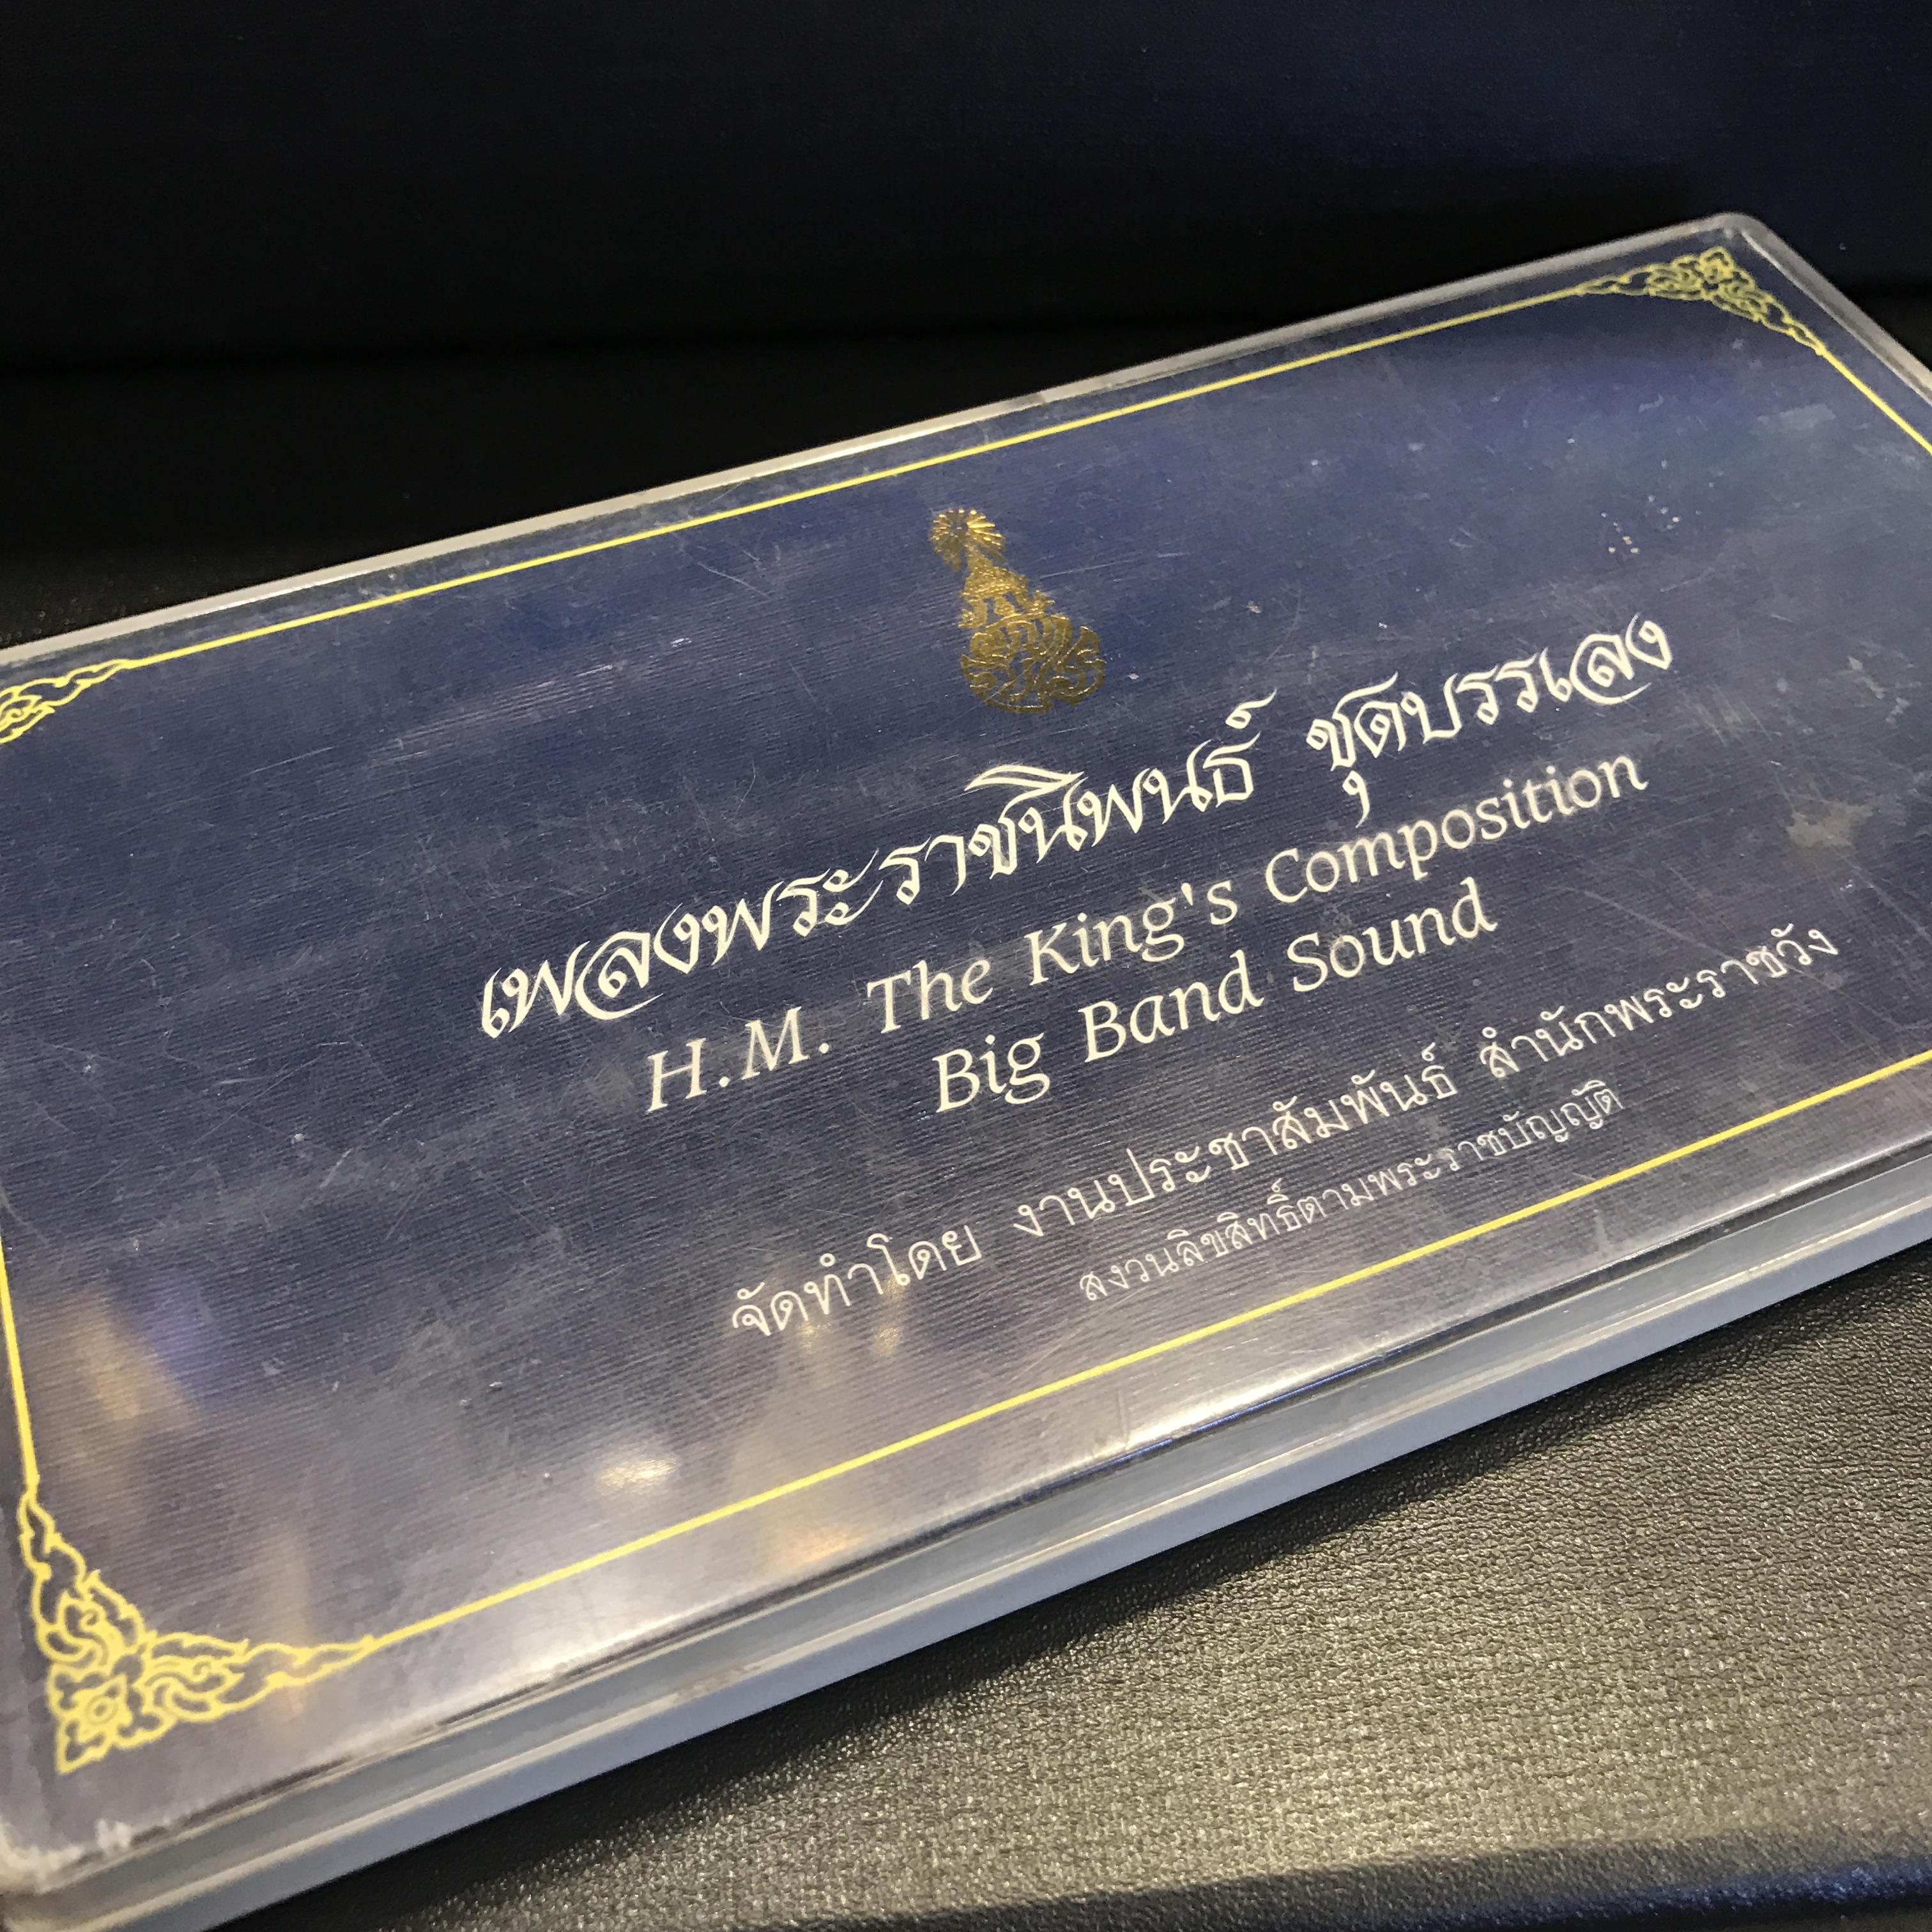 เพลงพระราชนิพนธ์ ชุดบรรเลง
H.M. The King's Composition
Big Band Sound
จัดทำโดย งานประชาสัมพันธ์ สำนักพระราชวัง
สงวนลิขสิทธิ์ตามพระราชบัญญัติ